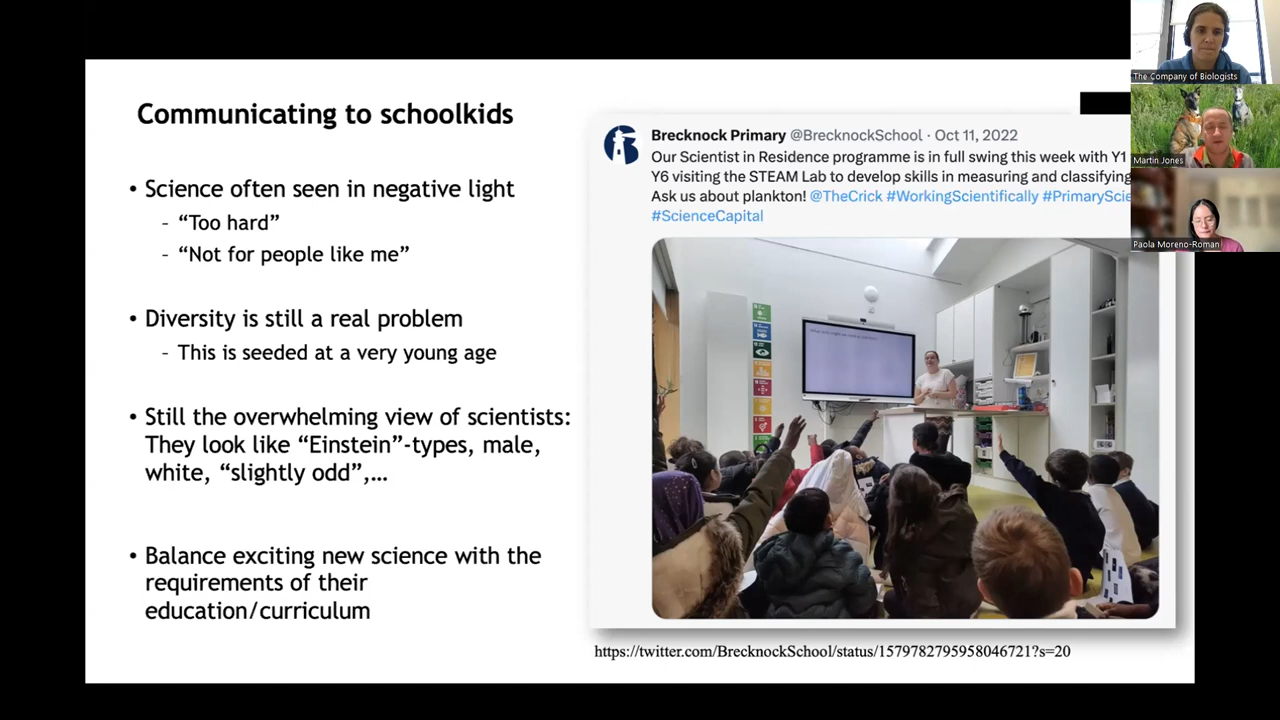 Communicating to schoolkids
• Science often seen in negative light
- “Too hard”
- “Not for people like me”
• Diversity is still a real problem
- This is seeded at a very young age
• Still the overwhelming view of scientists:
They look like “Einstein”-types, male,
white, “slightly odd”,...
• Balance exciting new science with the
requirements of their
education/curriculum
Brecknock Primary @BrecknockSchool · Oct 11, 2022
Our Scientist in Residence programme is in full swing this week with Y1
Y6 visiting the STEAM Lab to develop skills in measuring and classifying
Ask us about plankton! @TheCrick #WorkingScientifically #PrimaryScie
#ScienceCapital
https://twitter.com/BrecknockSchool/status/1579782795958046721?s=20
The Company of Biologists
Martin Jones
Paola Moreno-Roman